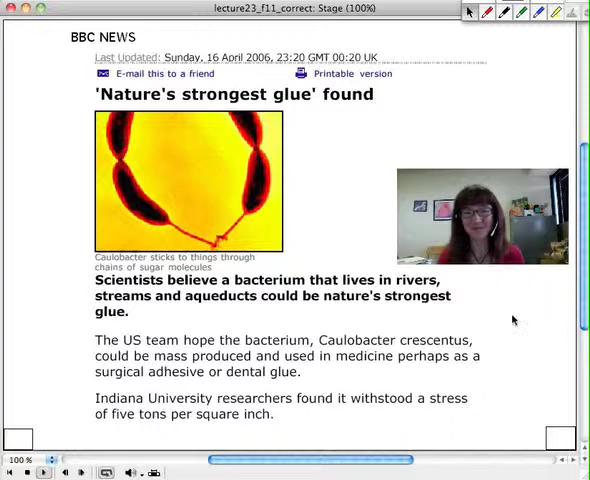 lecture23_f11_correct: Stage (100%)
BBC NEWS
Last Updated: Sunday, 16 April 2006, 23:20 GMT 00:20 UK
E-mail this to a friend
Printable version
'Nature's strongest glue' found
Caulobacter sticks to things through
chains of sugar molecules
Scientists believe a bacterium that lives in rivers,
streams and aqueducts could be nature's strongest
glue.
The US team hope the bacterium, Caulobacter crescentus,
could be mass produced and used in medicine perhaps as a
surgical adhesive or dental glue.
Indiana University researchers found it withstood a stress
of five tons per square inch.
100 %